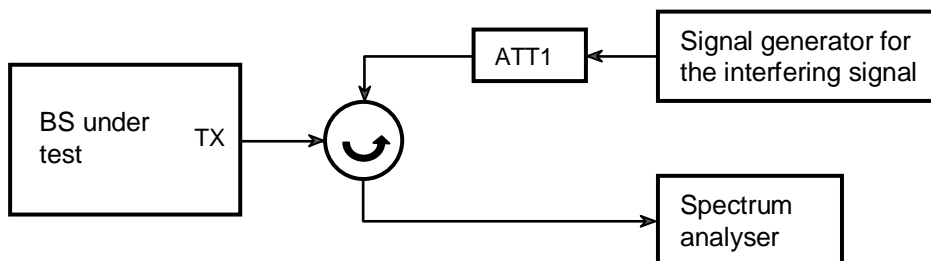 ATT1
Signal generator for
the interfering signal
BS under
test
TX
Spectrum
analyser